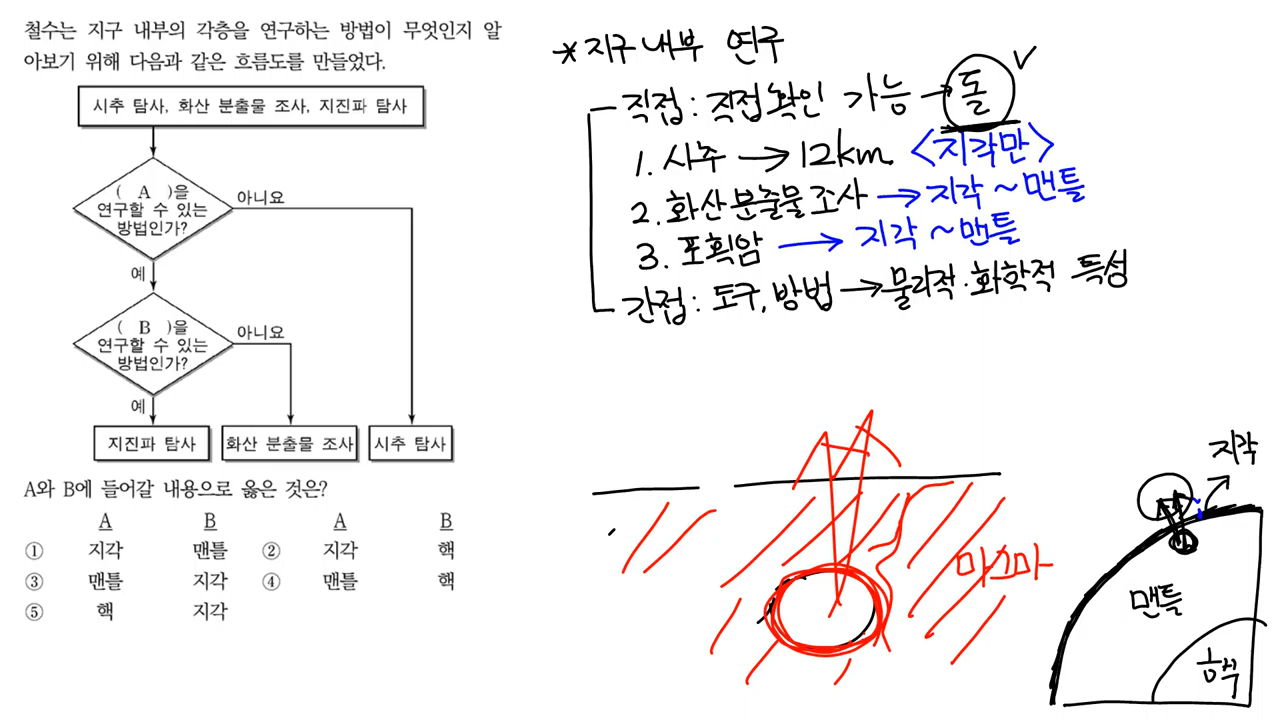 철수는 지구 내부의 각층을 연구하는 방법이 무엇인지 알
아보기 위해 다음과 같은 흐름도를 만들었다.
시추 탐사, 화산 분출물 조사, 지진파 탐사
( A )을
연구할 수 있는
방법인가?
아니요
예
( B )을
연구할 수 있는
방법인가?
아니요
예
지진파 탐사
화산 분출물 조사
시추 탐사
A와 B에 들어갈 내용으로 옳은 것은?
A B A B
① 지각 맨틀 ② 지각 핵
③ 맨틀 지각 ④ 맨틀 핵
⑤ 핵 지각
* 지구 내부 연구
직접 : 직접 확인 가능 → 돌 ✓
1. 시추 → 12km. <지각만>
2. 화산분출물조사 → 지각 ~ 맨틀
3. 포획암 → 지각 ~ 맨틀
간접 : 도구, 방법 → 물리적·화학적 특성
마그마
지각
맨틀